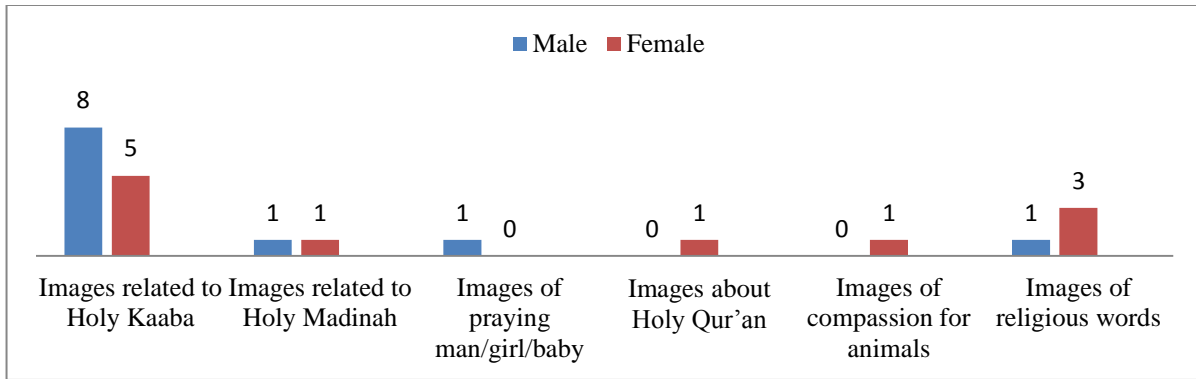 Male Female
8 5 1 1 1 0 0 1 0 1 1 3
Images related to Holy Kaaba
Images related to Holy Madinah
Images of praying man/girl/baby
Images about Holy Qur’an
Images of compassion for animals
Images of religious words